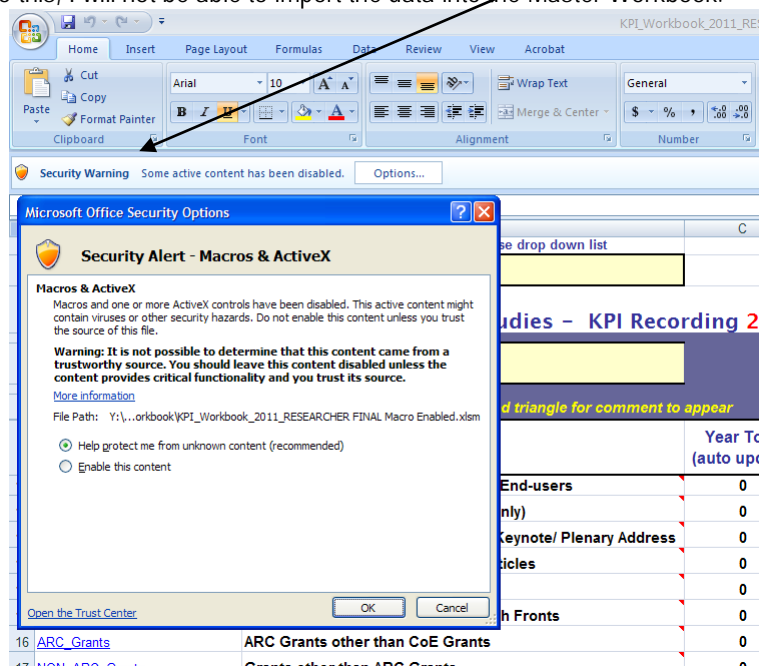 this, I will not be able to import the data into the Master Workbook.
KPI_Workbook_2011_RES
Home Insert Page Layout Formulas Data Review View Acrobat
Paste
Cut
Copy
Format Painter
Clipboard
Arial 10 A A
B I U A
Font
Wrap Text
Merge & Center
Alignment
General
$ % , .0 .00 .00 .0
Number
Security Warning Some active content has been disabled. Options...
Microsoft Office Security Options
Security Alert - Macros & ActiveX
Macros & ActiveX
Macros and one or more ActiveX controls have been disabled. This active content might
contain viruses or other security hazards. Do not enable this content unless you trust
the source of this file.
Warning: It is not possible to determine that this content came from a
trustworthy source. You should leave this content disabled unless the
content provides critical functionality and you trust its source.
More information
File Path: Y:\...orkbook\KPI_Workbook_2011_RESEARCHER FINAL Macro Enabled.xlsm
Help protect me from unknown content (recommended)
Enable this content
Open the Trust Center
OK Cancel
C
se drop down list
udies - KPI Recording 2
d triangle for comment to appear
Year To
(auto upd
End-users 0
nly) 0
Keynote/ Plenary Address 0
ticles 0
0
h Fronts 0
16 ARC_Grants ARC Grants other than CoE Grants 0